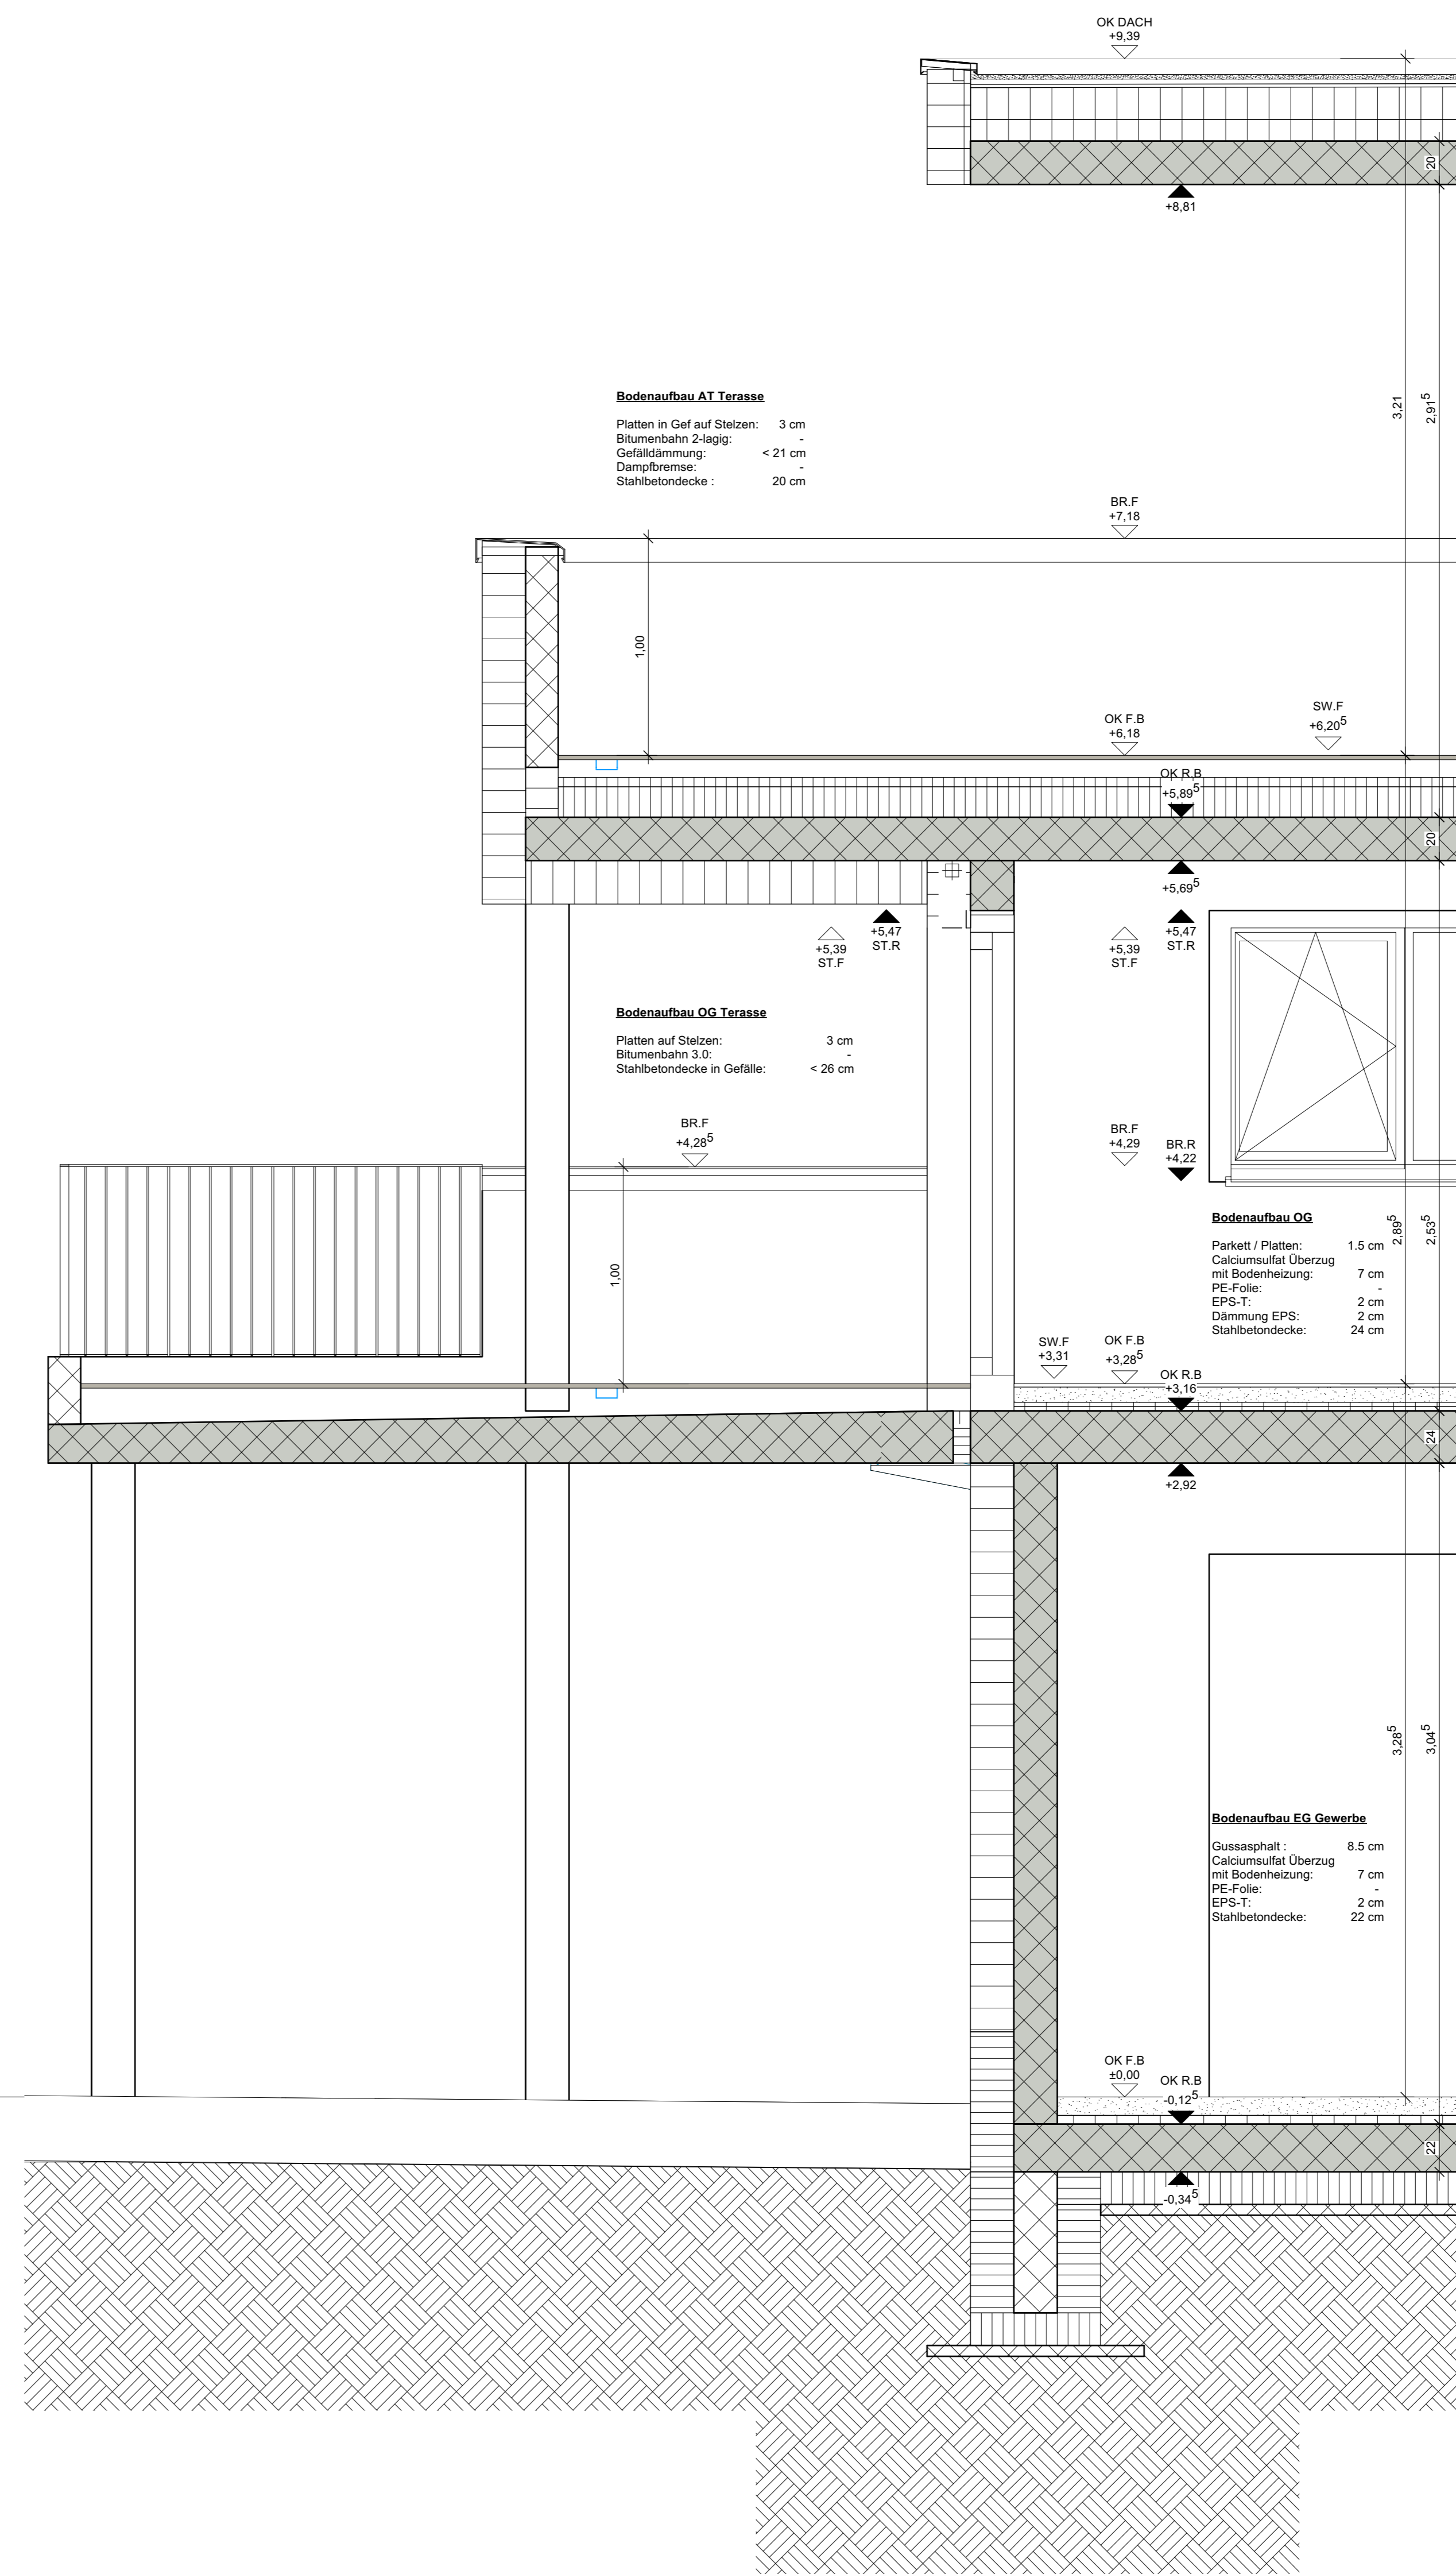 OK DACH
+9,39
20
+8,81
3,21
2,91⁵
Bodenaufbau AT Terasse
Platten in Gef auf Stelzen: 3 cm
Bitumenbahn 2-lagig: -
Gefälldämmung: < 21 cm
Dampfbremse: -
Stahlbetondecke : 20 cm
BR.F
+7,18
1,00
SW.F
+6,20⁵
OK F.B
+6,18
OK R.B
+5,89⁵
20
+5,69⁵
+5,39
ST.F
+5,47
ST.R
+5,39
ST.F
+5,47
ST.R
Bodenaufbau OG Terasse
Platten auf Stelzen: 3 cm
Bitumenbahn 3.0: -
Stahlbetondecke in Gefälle: < 26 cm
BR.F
+4,28⁵
BR.F
+4,29
BR.R
+4,22
1,00
Bodenaufbau OG
Parkett / Platten: 1.5 cm
Calciumsulfat Überzug
mit Bodenheizung: 7 cm
PE-Folie: -
EPS-T: 2 cm
Dämmung EPS: 2 cm
Stahlbetondecke: 24 cm
2,89⁵
2,53⁵
SW.F
+3,31
OK F.B
+3,28⁵
OK R.B
+3,16
24
+2,92
3,28⁵
3,04⁵
Bodenaufbau EG Gewerbe
Gussasphalt : 8.5 cm
Calciumsulfat Überzug
mit Bodenheizung: 7 cm
PE-Folie: -
EPS-T: 2 cm
Stahlbetondecke: 22 cm
OK F.B
±0,00
OK R.B
-0,12⁵
22
-0,34⁵